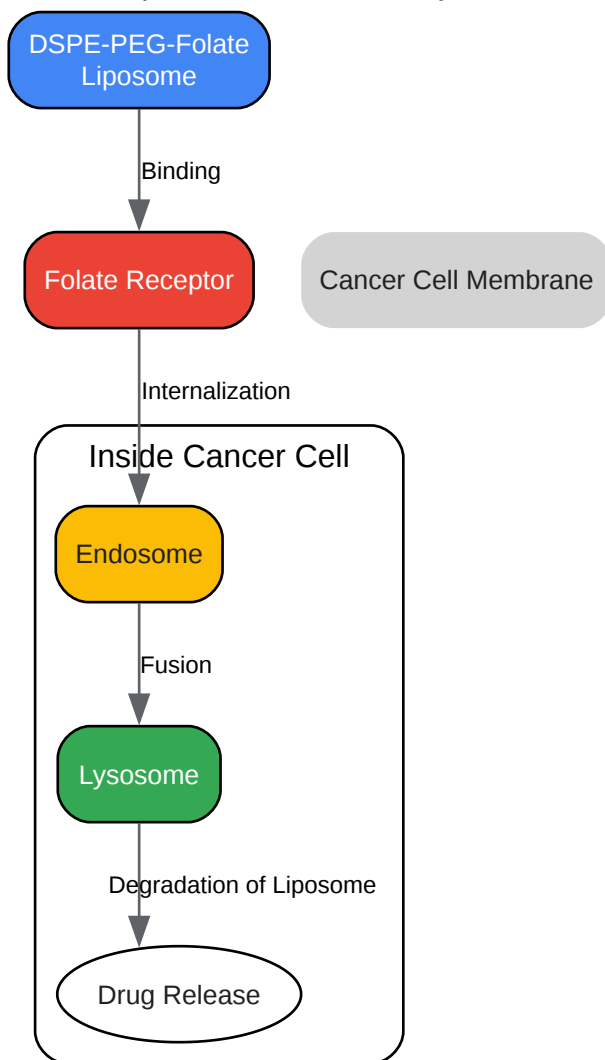 DSPE-PEG-Folate
Liposome
Binding
Folate Receptor
Cancer Cell Membrane
Internalization
Inside Cancer Cell
Endosome
Fusion
Lysosome
Degradation of Liposome
Drug Release